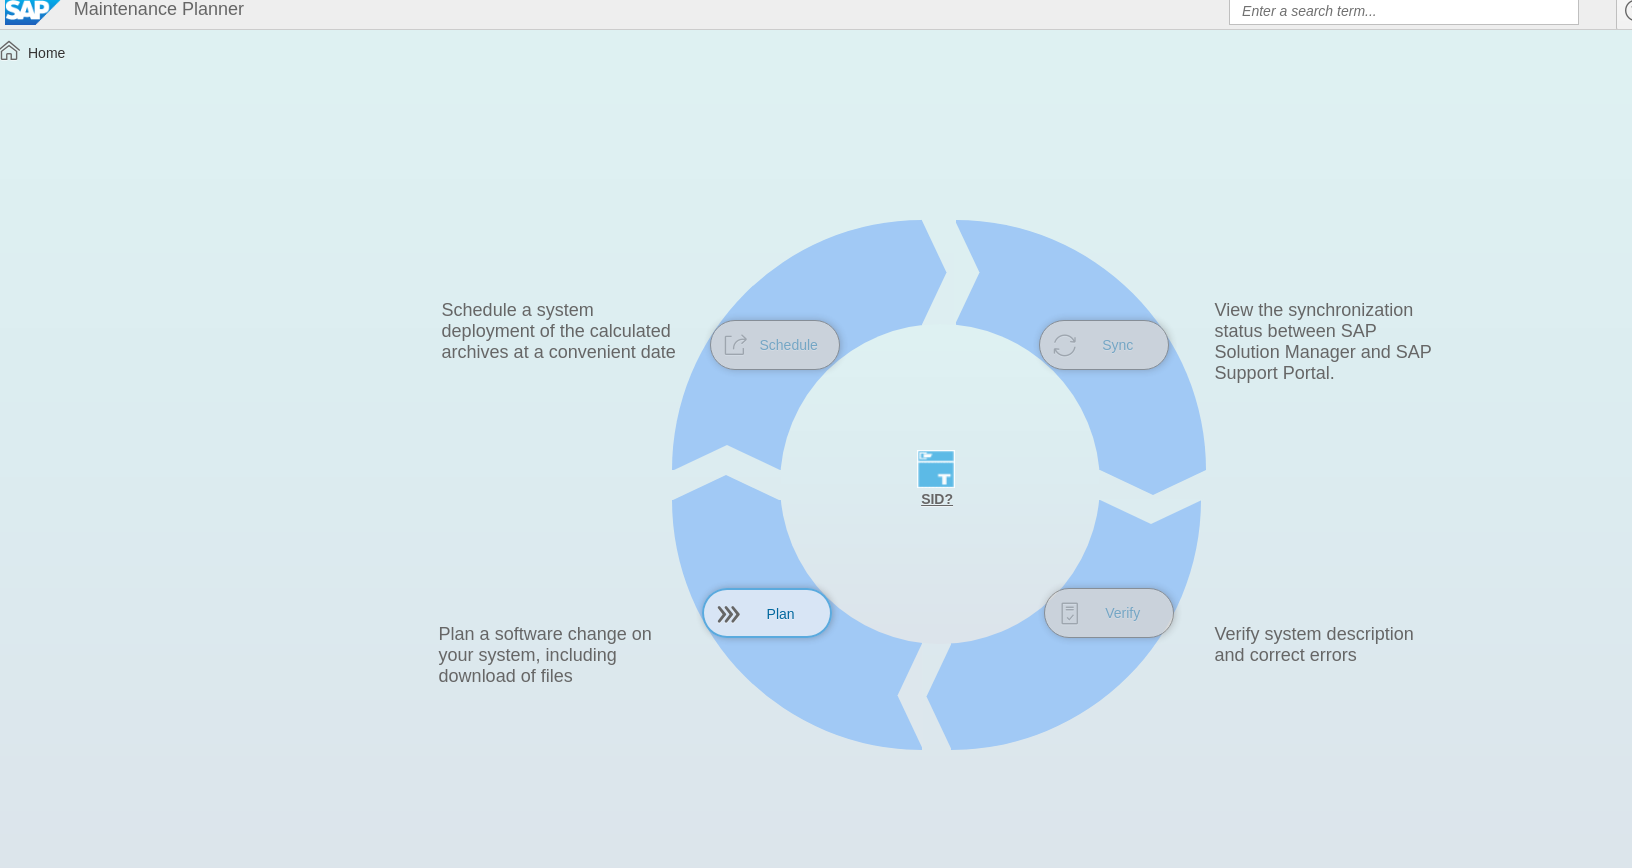 SAP
Maintenance Planner
Enter a search term...
Home
Schedule a system
deployment of the calculated
archives at a convenient date
Schedule
Sync
View the synchronization
status between SAP
Solution Manager and SAP
Support Portal.
T
SID?
Plan a software change on
your system, including
download of files
Plan
Verify
Verify system description
and correct errors